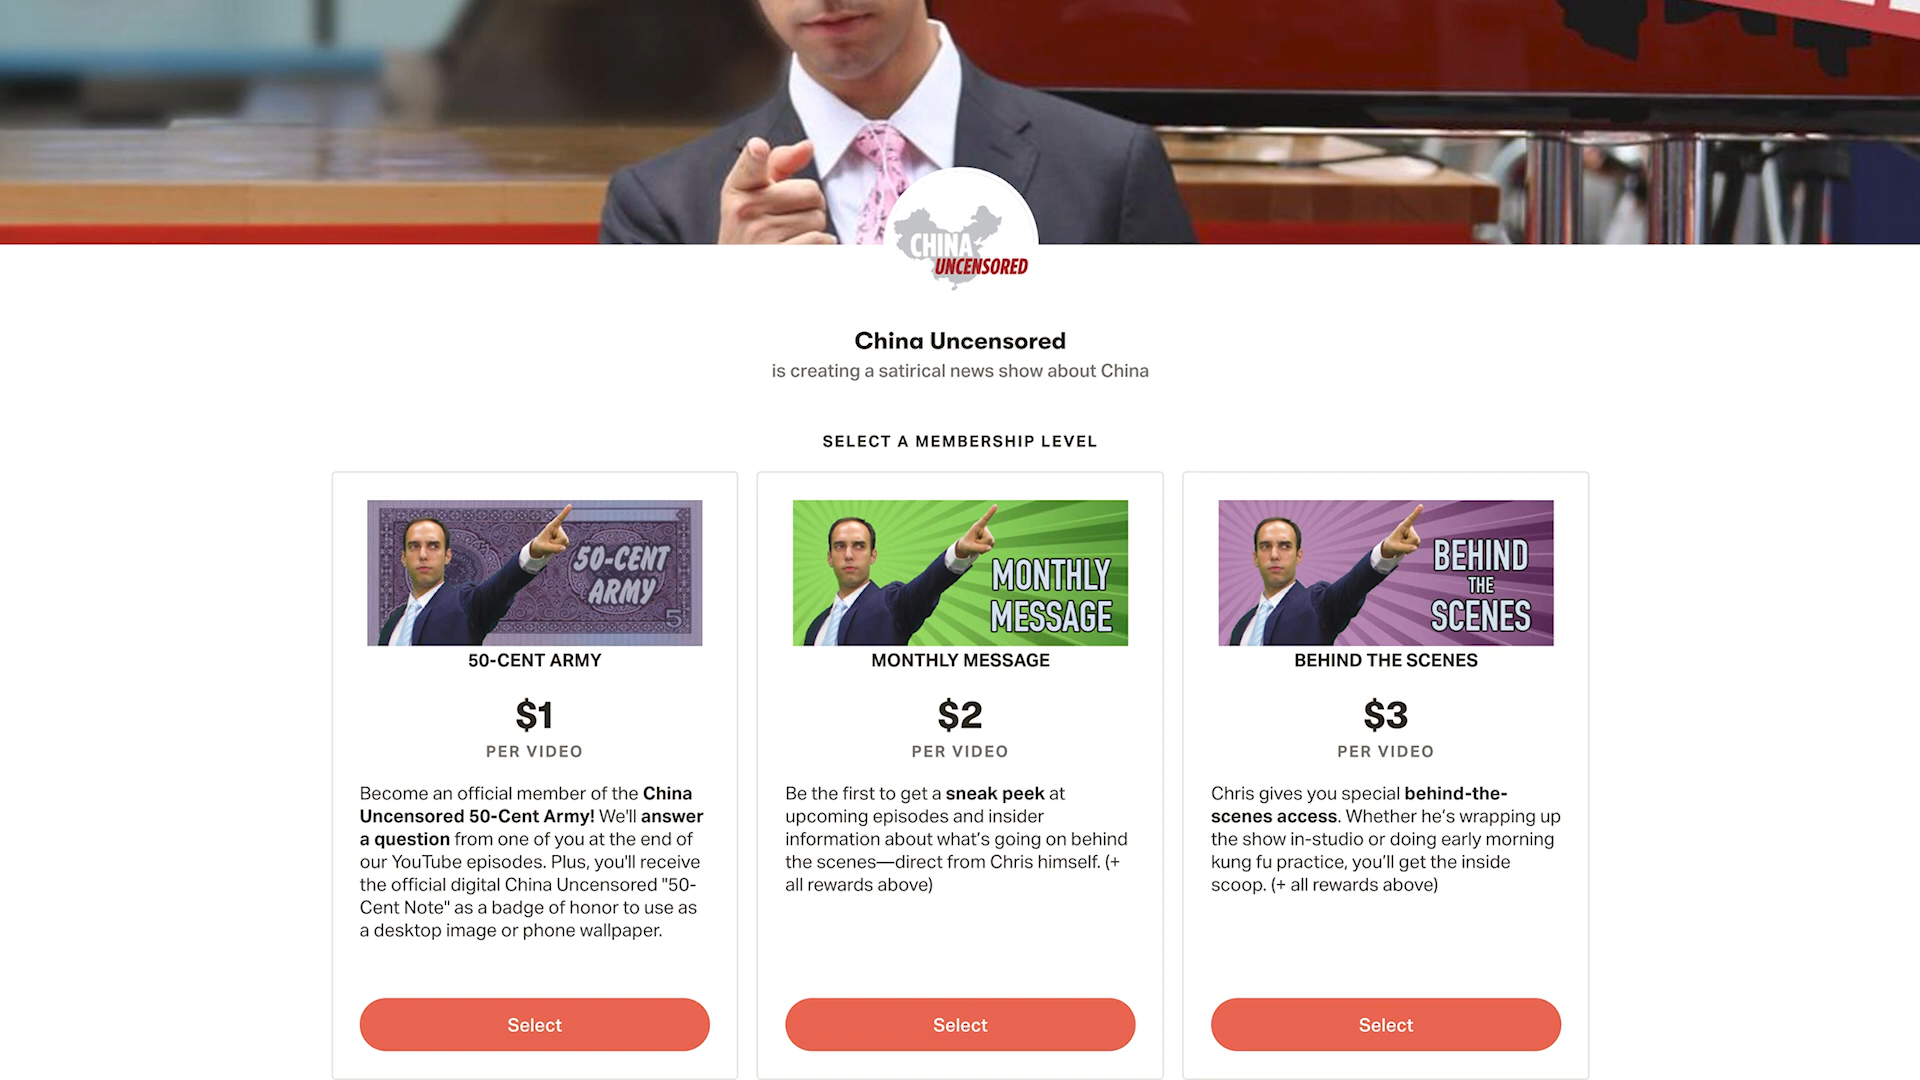 CHINA
UNCENSORED
China Uncensored
is creating a satirical news show about China
SELECT A MEMBERSHIP LEVEL
50-CENT
ARMY
5
50-CENT ARMY
$1
PER VIDEO
Become an official member of the China
Uncensored 50-Cent Army! We'll answer
a question from one of you at the end of
our YouTube episodes. Plus, you'll receive
the official digital China Uncensored "50-
Cent Note" as a badge of honor to use as
a desktop image or phone wallpaper.
Select
MONTHLY
MESSAGE
MONTHLY MESSAGE
$2
PER VIDEO
Be the first to get a sneak peek at
upcoming episodes and insider
information about what’s going on behind
the scenes—direct from Chris himself. (+
all rewards above)
Select
BEHIND
THE
SCENES
BEHIND THE SCENES
$3
PER VIDEO
Chris gives you special behind-the-
scenes access. Whether he’s wrapping up
the show in-studio or doing early morning
kung fu practice, you’ll get the inside
scoop. (+ all rewards above)
Select